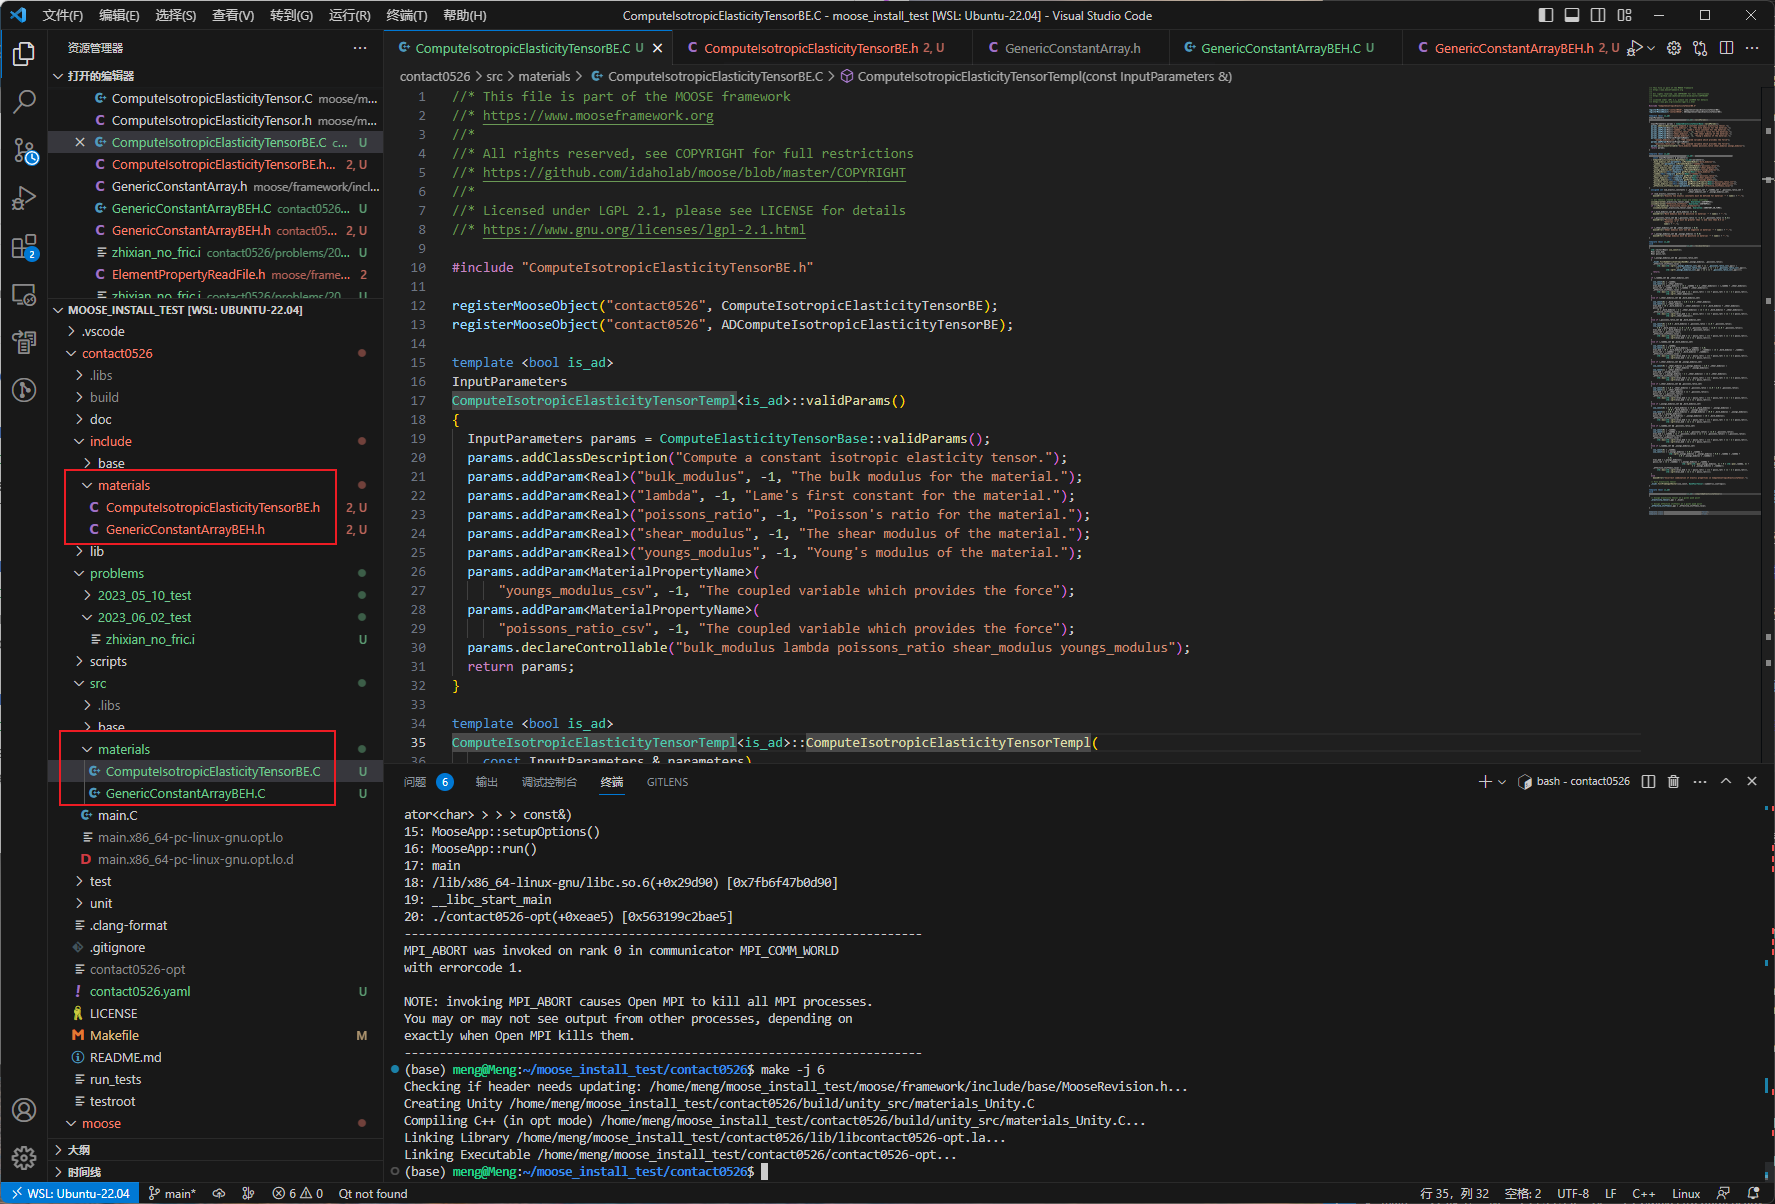 文件(F) 编辑(E) 选择(S) 查看(V) 转到(G) 运行(R) 终端(T) 帮助(H)
ComputeIsotropicElasticityTensorBE.C - moose_install_test [WSL: Ubuntu-22.04] - Visual Studio Code
资源管理器
打开的编辑器
ComputeIsotropicElasticityTensor.C moose/m...
ComputeIsotropicElasticityTensor.h moose/m...
ComputeIsotropicElasticityTensorBE.C c... U
ComputeIsotropicElasticityTensorBE.h... 2, U
GenericConstantArray.h moose/framework/incl...
GenericConstantArrayBEH.C contact0526... U
GenericConstantArrayBEH.h contact05... 2, U
zhixian_no_fric.i contact0526/problems/20... U
ElementPropertyReadFile.h moose/frame... 2
zhixian_no_fric.i contact0526/problems/20... U
MOOSE_INSTALL_TEST [WSL: UBUNTU-22.04]
.vscode
contact0526
.libs
build
doc
include
base
materials
ComputeIsotropicElasticityTensorBE.h 2, U
GenericConstantArrayBEH.h 2, U
lib
problems
2023_05_10_test
2023_06_02_test
zhixian_no_fric.i U
scripts
src
.libs
base
materials
ComputeIsotropicElasticityTensorBE.C U
GenericConstantArrayBEH.C U
main.C
main.x86_64-pc-linux-gnu.opt.lo
D main.x86_64-pc-linux-gnu.opt.lo.d
test
unit
.clang-format
.gitignore
contact0526-opt
! contact0526.yaml U
LICENSE
Makefile M
README.md
run_tests
testroot
moose
大纲
时间线
ComputeIsotropicElasticityTensorBE.C U
ComputeIsotropicElasticityTensorBE.h 2, U
GenericConstantArray.h
GenericConstantArrayBEH.C U
GenericConstantArrayBEH.h 2, U
contact0526 > src > materials > ComputeIsotropicElasticityTensorBE.C > ComputeIsotropicElasticityTensorTempl(const InputParameters &)
1 //* This file is part of the MOOSE framework
2 //* https://www.mooseframework.org
3 //*
4 //* All rights reserved, see COPYRIGHT for full restrictions
5 //* https://github.com/idaholab/moose/blob/master/COPYRIGHT
6 //*
7 //* Licensed under LGPL 2.1, please see LICENSE for details
8 //* https://www.gnu.org/licenses/lgpl-2.1.html
9
10 #include "ComputeIsotropicElasticityTensorBE.h"
11
12 registerMooseObject("contact0526", ComputeIsotropicElasticityTensorBE);
13 registerMooseObject("contact0526", ADComputeIsotropicElasticityTensorBE);
14
15 template <bool is_ad>
16 InputParameters
17 ComputeIsotropicElasticityTensorTempl<is_ad>::validParams()
18 {
19 InputParameters params = ComputeElasticityTensorBase::validParams();
20 params.addClassDescription("Compute a constant isotropic elasticity tensor.");
21 params.addParam<Real>("bulk_modulus", -1, "The bulk modulus for the material.");
22 params.addParam<Real>("lambda", -1, "Lame's first constant for the material.");
23 params.addParam<Real>("poissons_ratio", -1, "Poisson's ratio for the material.");
24 params.addParam<Real>("shear_modulus", -1, "The shear modulus of the material.");
25 params.addParam<Real>("youngs_modulus", -1, "Young's modulus of the material.");
26 params.addParam<MaterialPropertyName>(
27 "youngs_modulus_csv", -1, "The coupled variable which provides the force");
28 params.addParam<MaterialPropertyName>(
29 "poissons_ratio_csv", -1, "The coupled variable which provides the force");
30 params.declareControllable("bulk_modulus lambda poissons_ratio shear_modulus youngs_modulus");
31 return params;
32 }
33
34 template <bool is_ad>
35 ComputeIsotropicElasticityTensorTempl<is_ad>::ComputeIsotropicElasticityTensorTempl(
36 const InputParameters & parameters)
问题 6 输出 调试控制台 终端 GITLENS
bash - contact0526
ator<char> > > > const&)
15: MooseApp::setupOptions()
16: MooseApp::run()
17: main
18: /lib/x86_64-linux-gnu/libc.so.6(+0x29d90) [0x7fb6f47b0d90]
19: __libc_start_main
20: ./contact0526-opt(+0xeae5) [0x563199c2bae5]
--------------------------------------------------------------------------
MPI_ABORT was invoked on rank 0 in communicator MPI_COMM_WORLD
with errorcode 1.
NOTE: invoking MPI_ABORT causes Open MPI to kill all MPI processes.
You may or may not see output from other processes, depending on
exactly when Open MPI kills them.
--------------------------------------------------------------------------
(base) meng@Meng:~/moose_install_test/contact0526$ make -j 6
Checking if header needs updating: /home/meng/moose_install_test/moose/framework/include/base/MooseRevision.h...
Creating Unity /home/meng/moose_install_test/contact0526/build/unity_src/materials_Unity.C
Compiling C++ (in opt mode) /home/meng/moose_install_test/contact0526/build/unity_src/materials_Unity.C...
Linking Library /home/meng/moose_install_test/contact0526/lib/libcontact0526-opt.la...
Linking Executable /home/meng/moose_install_test/contact0526/contact0526-opt...
(base) meng@Meng:~/moose_install_test/contact0526$
2
WSL: Ubuntu-22.04 main* 6 0 Qt not found
行 35，列 32 空格: 2 UTF-8 LF C++ Linux